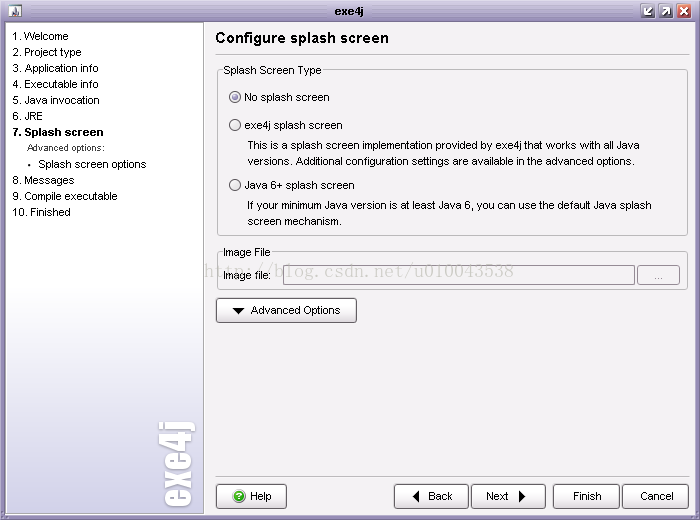 exe4j
1. Welcome
2. Project type
3. Application info
4. Executable info
5. Java invocation
6. JRE
7. Splash screen
Advanced options:
• Splash screen options
8. Messages
9. Compile executable
10. Finished
exe4j
Configure splash screen
Splash Screen Type
No splash screen
exe4j splash screen
This is a splash screen implementation provided by exe4j that works with all Java
versions. Additional configuration settings are available in the advanced options.
Java 6+ splash screen
If your minimum Java version is at least Java 6, you can use the default Java splash
screen mechanism.
Image File
http://blog.csdn.net/u010043538
Image file:
...
Advanced Options
Help
Back
Next
Finish
Cancel